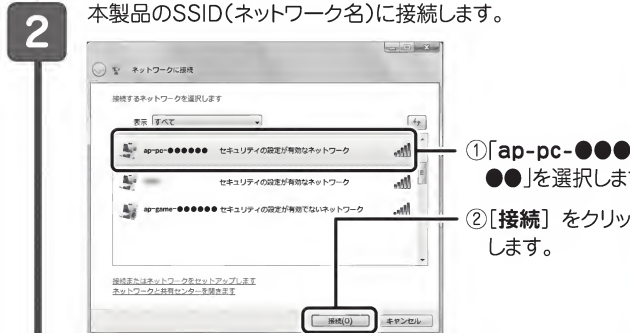 2
本製品のSSID(ネットワーク名)に接続します。
ネットワークに接続
接続するネットワークを選択します
表示 すべて
ap-pc-●●●●●● セキュリティの設定が有効なネットワーク
セキュリティの設定が有効なネットワーク
ap-game-●●●●●● セキュリティの設定が有効でないネットワーク
接続またはネットワークをセットアップします
ネットワークと共有センターを開きます
接続(O) キャンセル
①「ap-pc-●●●
●●」を選択しま
②[接続] をクリッ
します。